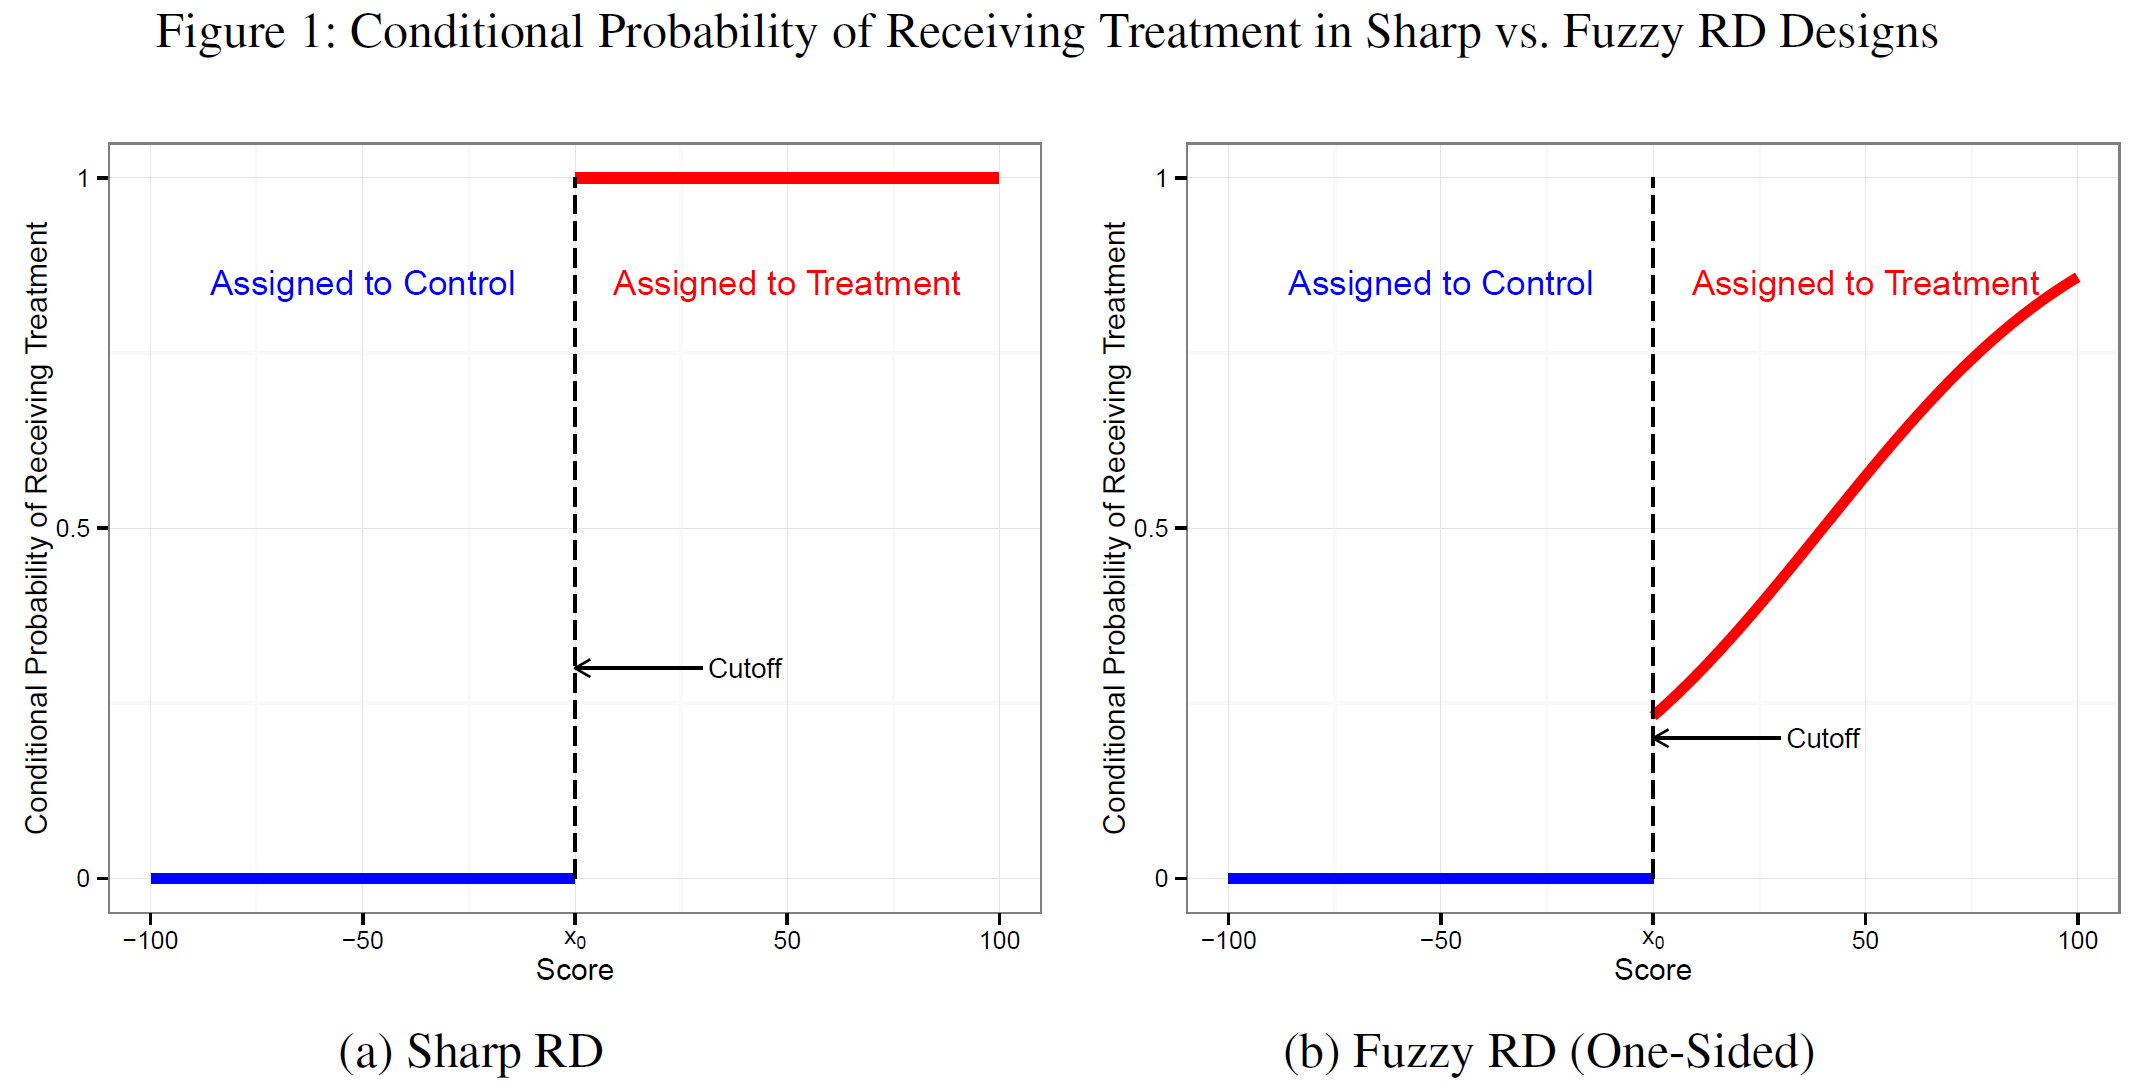 Figure 1: Conditional Probability of Receiving Treatment in Sharp vs. Fuzzy RD Designs
Conditional Probability of Receiving Treatment
1
0.5
0
Assigned to Control
Assigned to Treatment
Cutoff
−100
−50
x₀
50
100
Score
(a) Sharp RD
Conditional Probability of Receiving Treatment
1
0.5
0
Assigned to Control
Assigned to Treatment
Cutoff
−100
−50
x₀
50
100
Score
(b) Fuzzy RD (One-Sided)